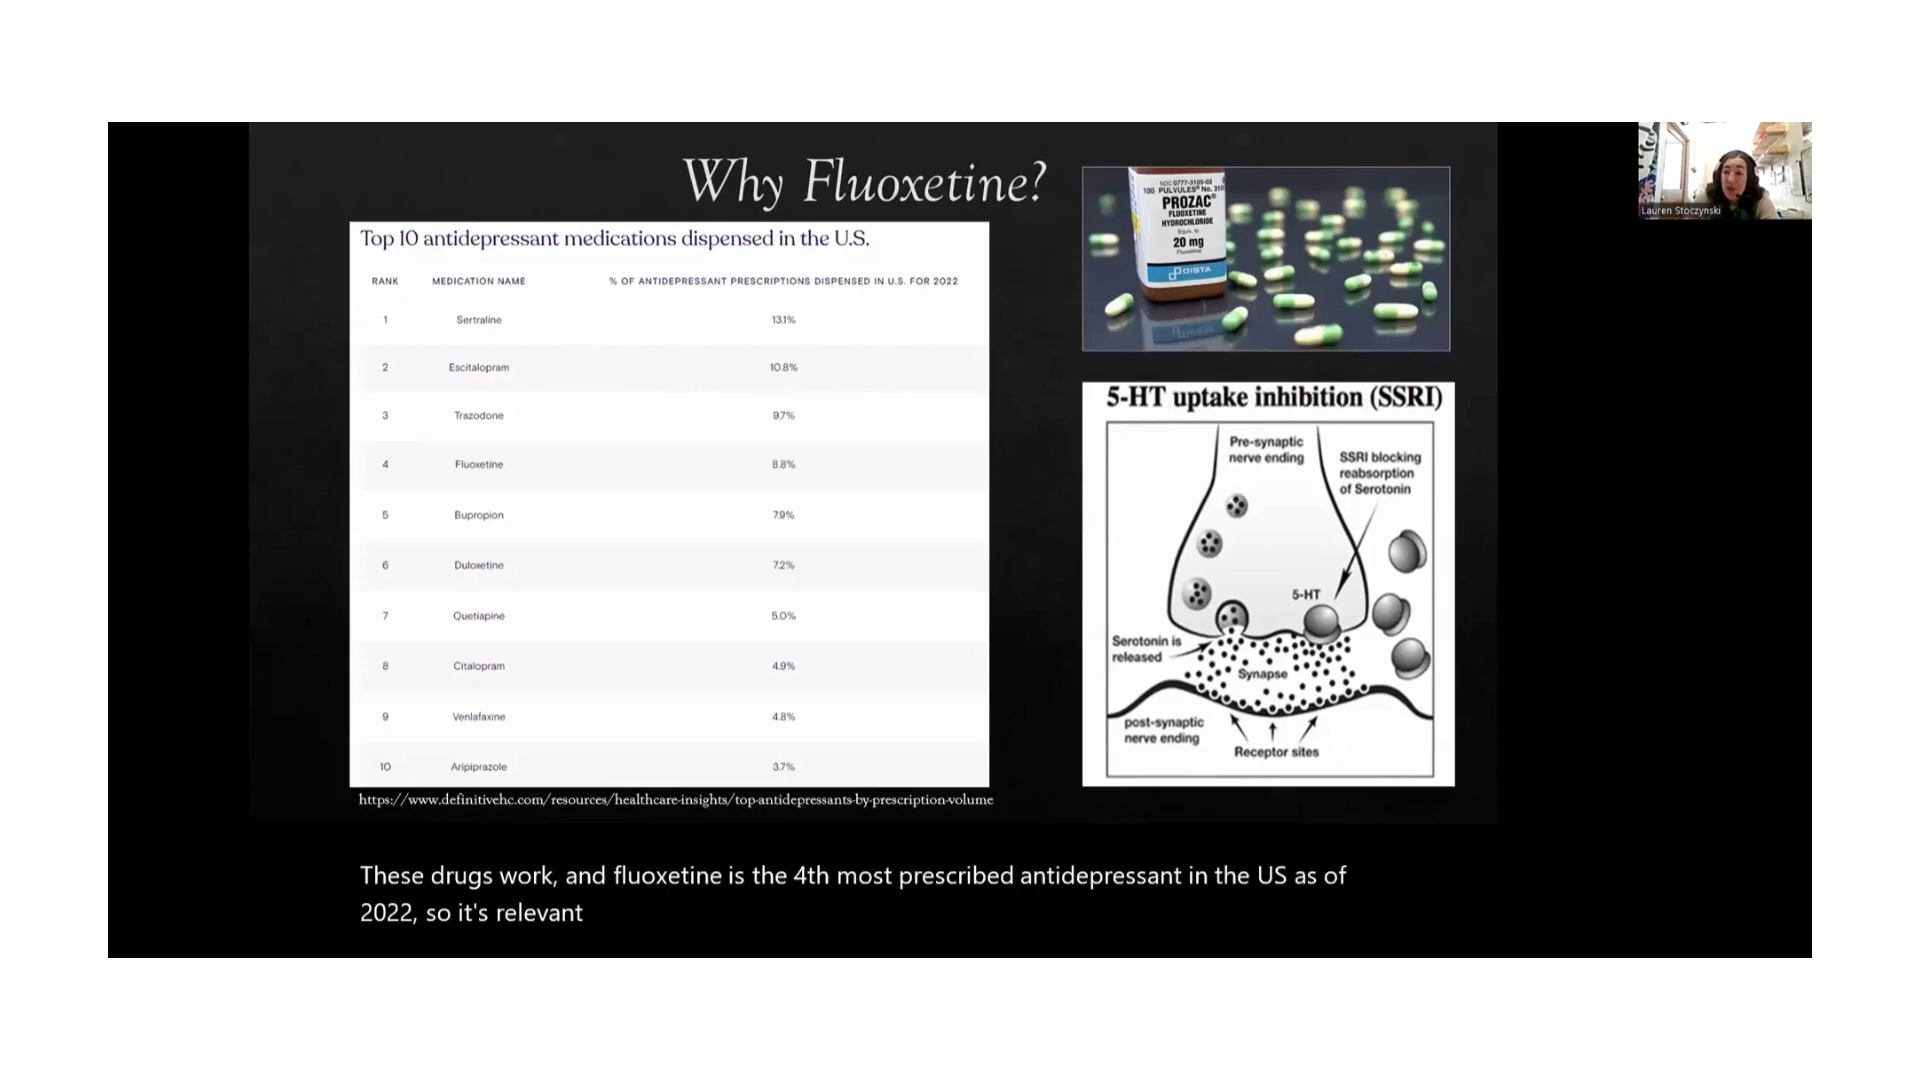 Why Fluoxetine?
Top 10 antidepressant medications dispensed in the U.S.
RANK MEDICATION NAME % OF ANTIDEPRESSANT PRESCRIPTIONS DISPENSED IN U.S. FOR 2022
1 Sertraline 13.1%
2 Escitalopram 10.8%
3 Trazodone 9.7%
4 Fluoxetine 8.8%
5 Bupropion 7.9%
6 Duloxetine 7.2%
7 Quetiapine 5.0%
8 Citalopram 4.9%
9 Venlafaxine 4.8%
10 Aripiprazole 3.7%
https://www.definitivehc.com/resources/healthcare-insights/top-antidepressants-by-prescription-volume
100 PULVULES® No.
PROZAC®
FLUOXETINE
HYDROCHLORIDE
Equiv. to
20 mg
Fluoxetine
DISTA
5-HT uptake inhibition (SSRI)
Pre-synaptic
nerve ending
SSRI blocking
reabsorption
of Serotonin
5-HT
Serotonin is
released
Synapse
post-synaptic
nerve ending
Receptor sites
Lauren Stoczynski
These drugs work, and fluoxetine is the 4th most prescribed antidepressant in the US as of
2022, so it's relevant